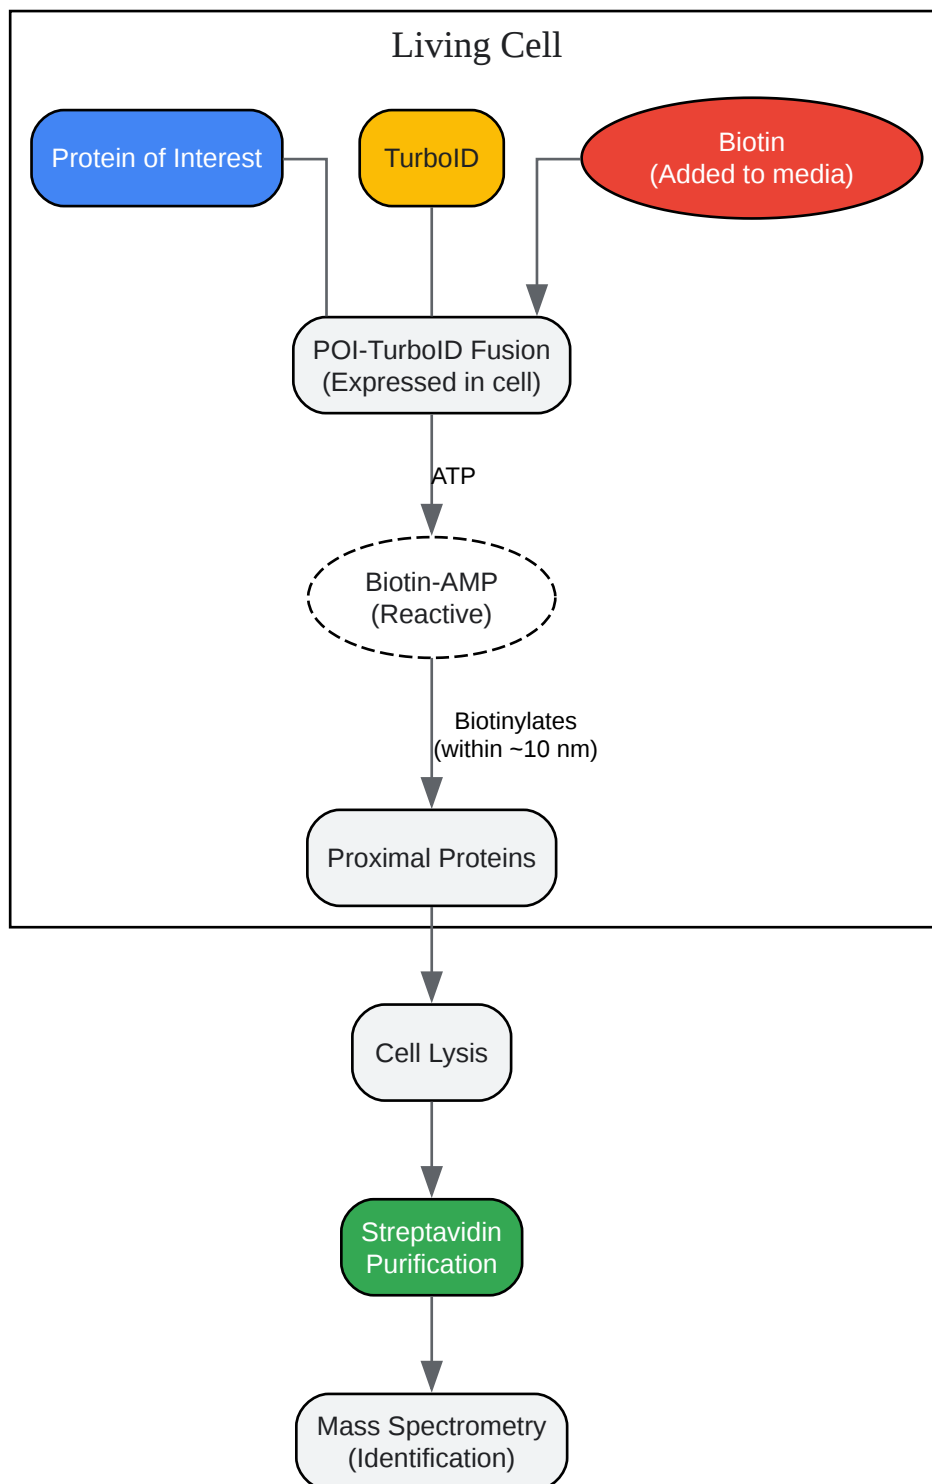 Living Cell
Protein of Interest
TurboID
Biotin
(Added to media)
POI-TurboID Fusion
(Expressed in cell)
ATP
Biotin-AMP
(Reactive)
Biotinylates
(within ~10 nm)
Proximal Proteins
Cell Lysis
Streptavidin
Purification
Mass Spectrometry
(Identification)